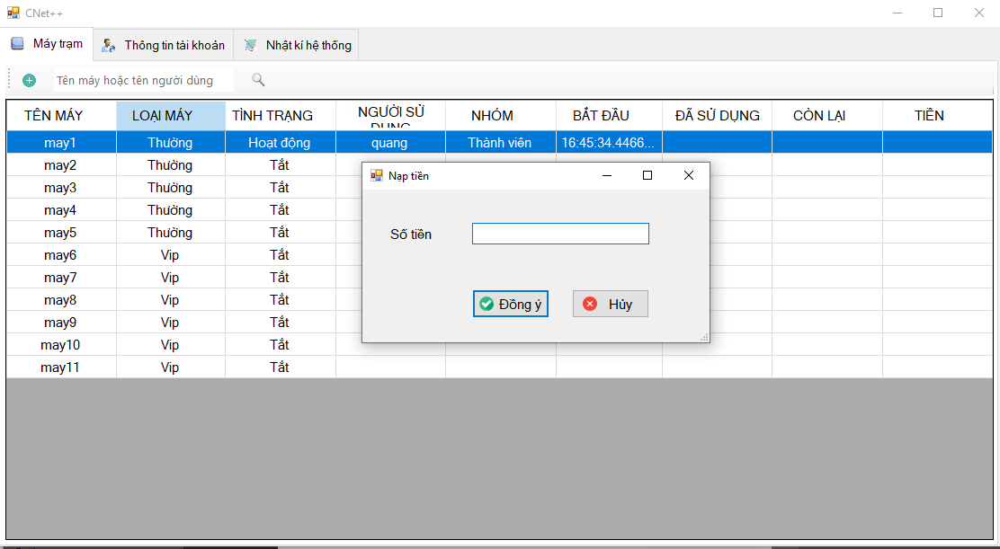 CNet++
Máy trạm Thông tin tài khoản Nhật kí hệ thống
Tên máy hoặc tên người dùng
TÊN MÁY LOẠI MÁY TÌNH TRẠNG NGƯỜI SỬ DỤNG NHÓM BẮT ĐẦU ĐÃ SỬ DỤNG CÒN LẠI TIỀN
may1 Thường Hoạt động quang Thành viên 16:45:34.4466...
may2 Thường Tắt
may3 Thường Tắt
may4 Thường Tắt
may5 Thường Tắt
may6 Vip Tắt
may7 Vip Tắt
may8 Vip Tắt
may9 Vip Tắt
may10 Vip Tắt
may11 Vip Tắt
Nạp tiền
Số tiền
Đồng ý Hủy